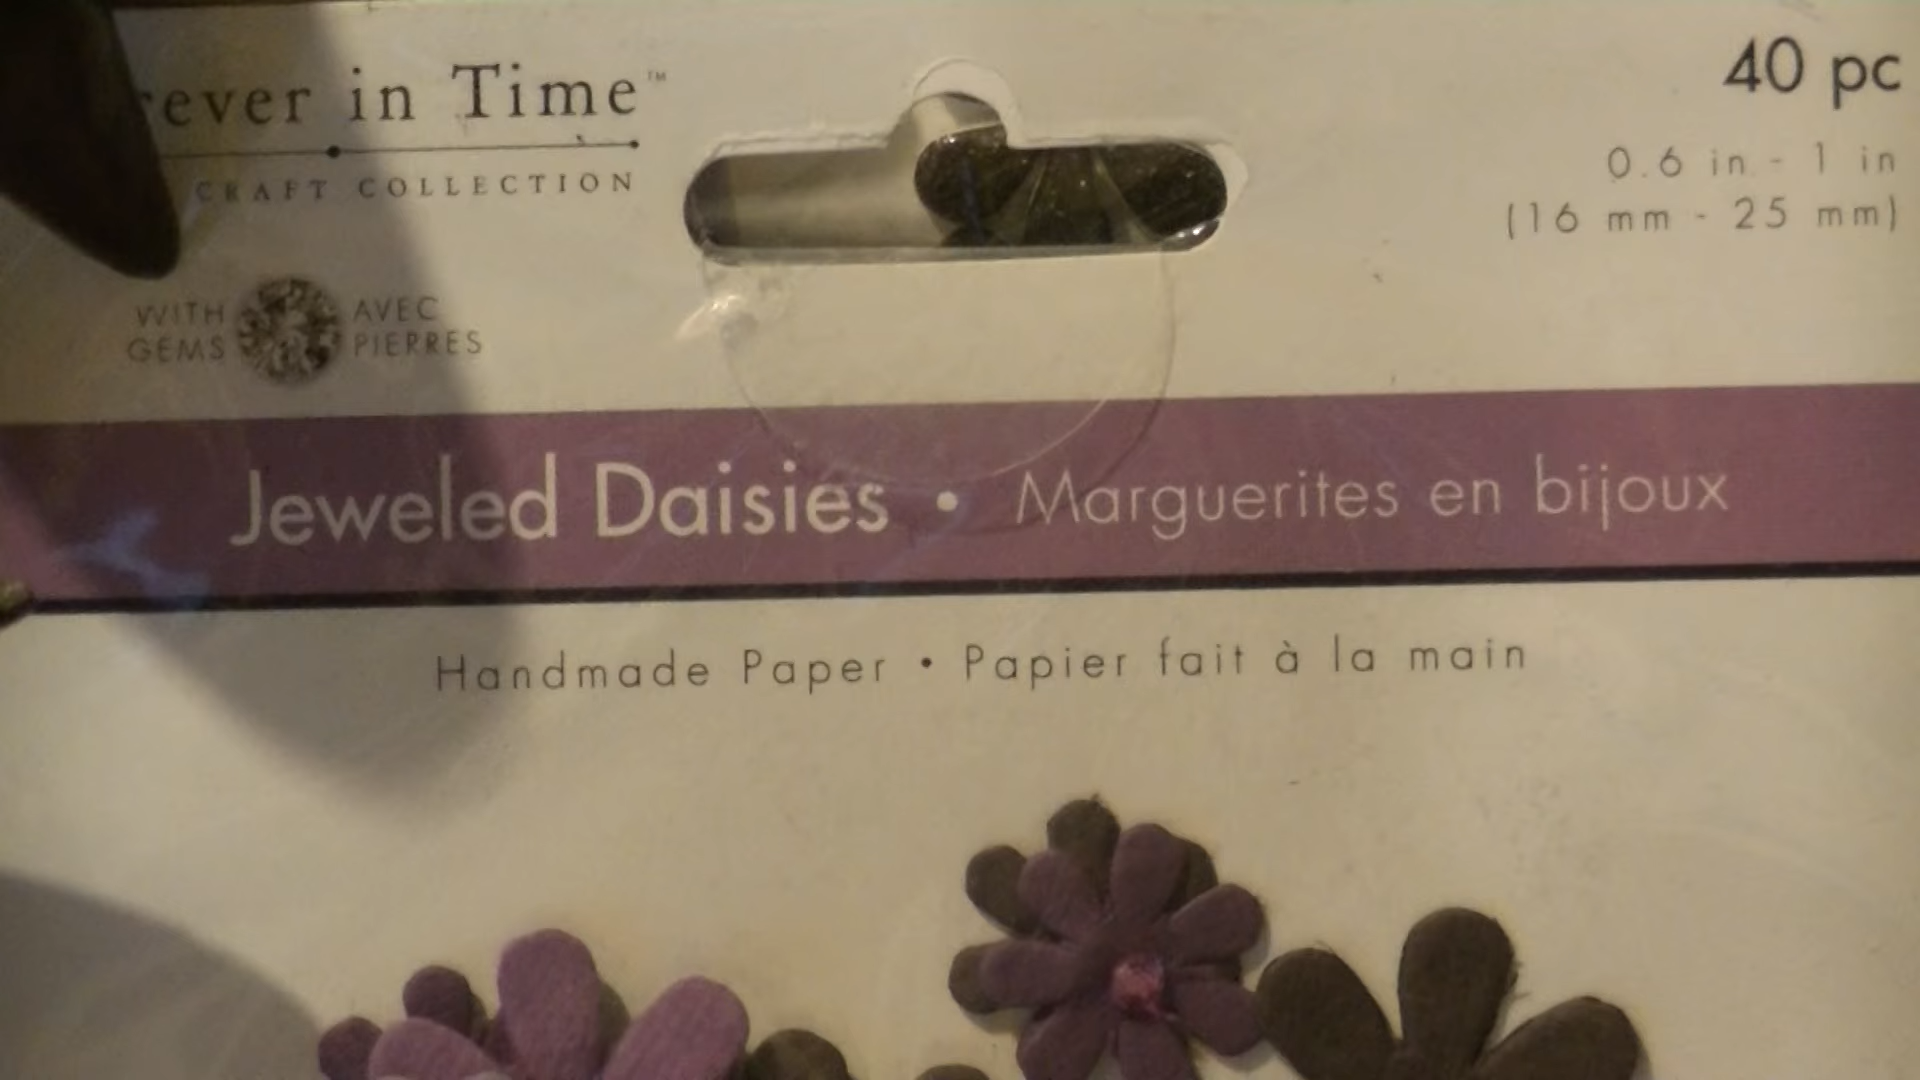 ever in Time™
CRAFT COLLECTION
40 pc
0.6 in - 1 in
(16 mm - 25 mm)
WITH GEMS
AVEC PIERRES
Jeweled Daisies • Marguerites en bijoux
Handmade Paper • Papier fait à la main